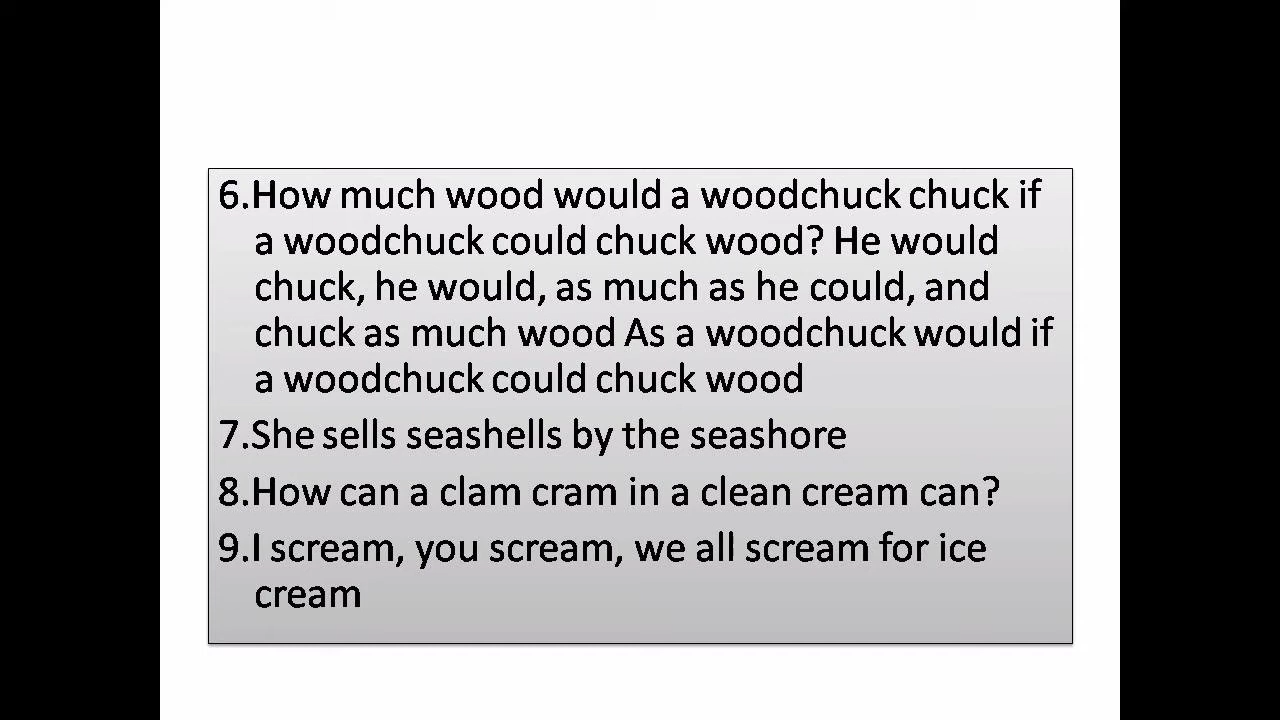 6.How much wood would a woodchuck chuck if
a woodchuck could chuck wood? He would
chuck, he would, as much as he could, and
chuck as much wood As a woodchuck would if
a woodchuck could chuck wood
7.She sells seashells by the seashore
8.How can a clam cram in a clean cream can?
9.I scream, you scream, we all scream for ice
cream